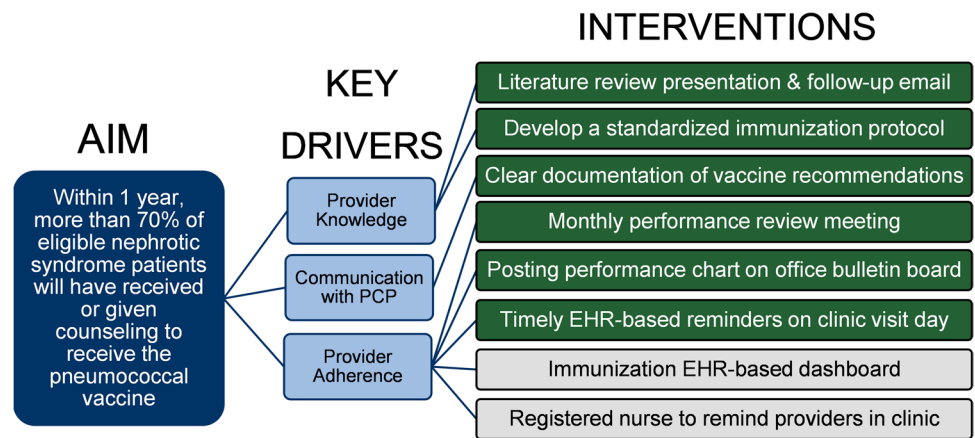 AIM
Within 1 year,
more than 70% of
eligible nephrotic
syndrome patients
will have received
or given
counseling to
receive the
pneumococcal
vaccine
KEY
DRIVERS
Provider
Knowledge
Communication
with PCP
Provider
Adherence
INTERVENTIONS
Literature review presentation & follow-up email
Develop a standardized immunization protocol
Clear documentation of vaccine recommendations
Monthly performance review meeting
Posting performance chart on office bulletin board
Timely EHR-based reminders on clinic visit day
Immunization EHR-based dashboard
Registered nurse to remind providers in clinic